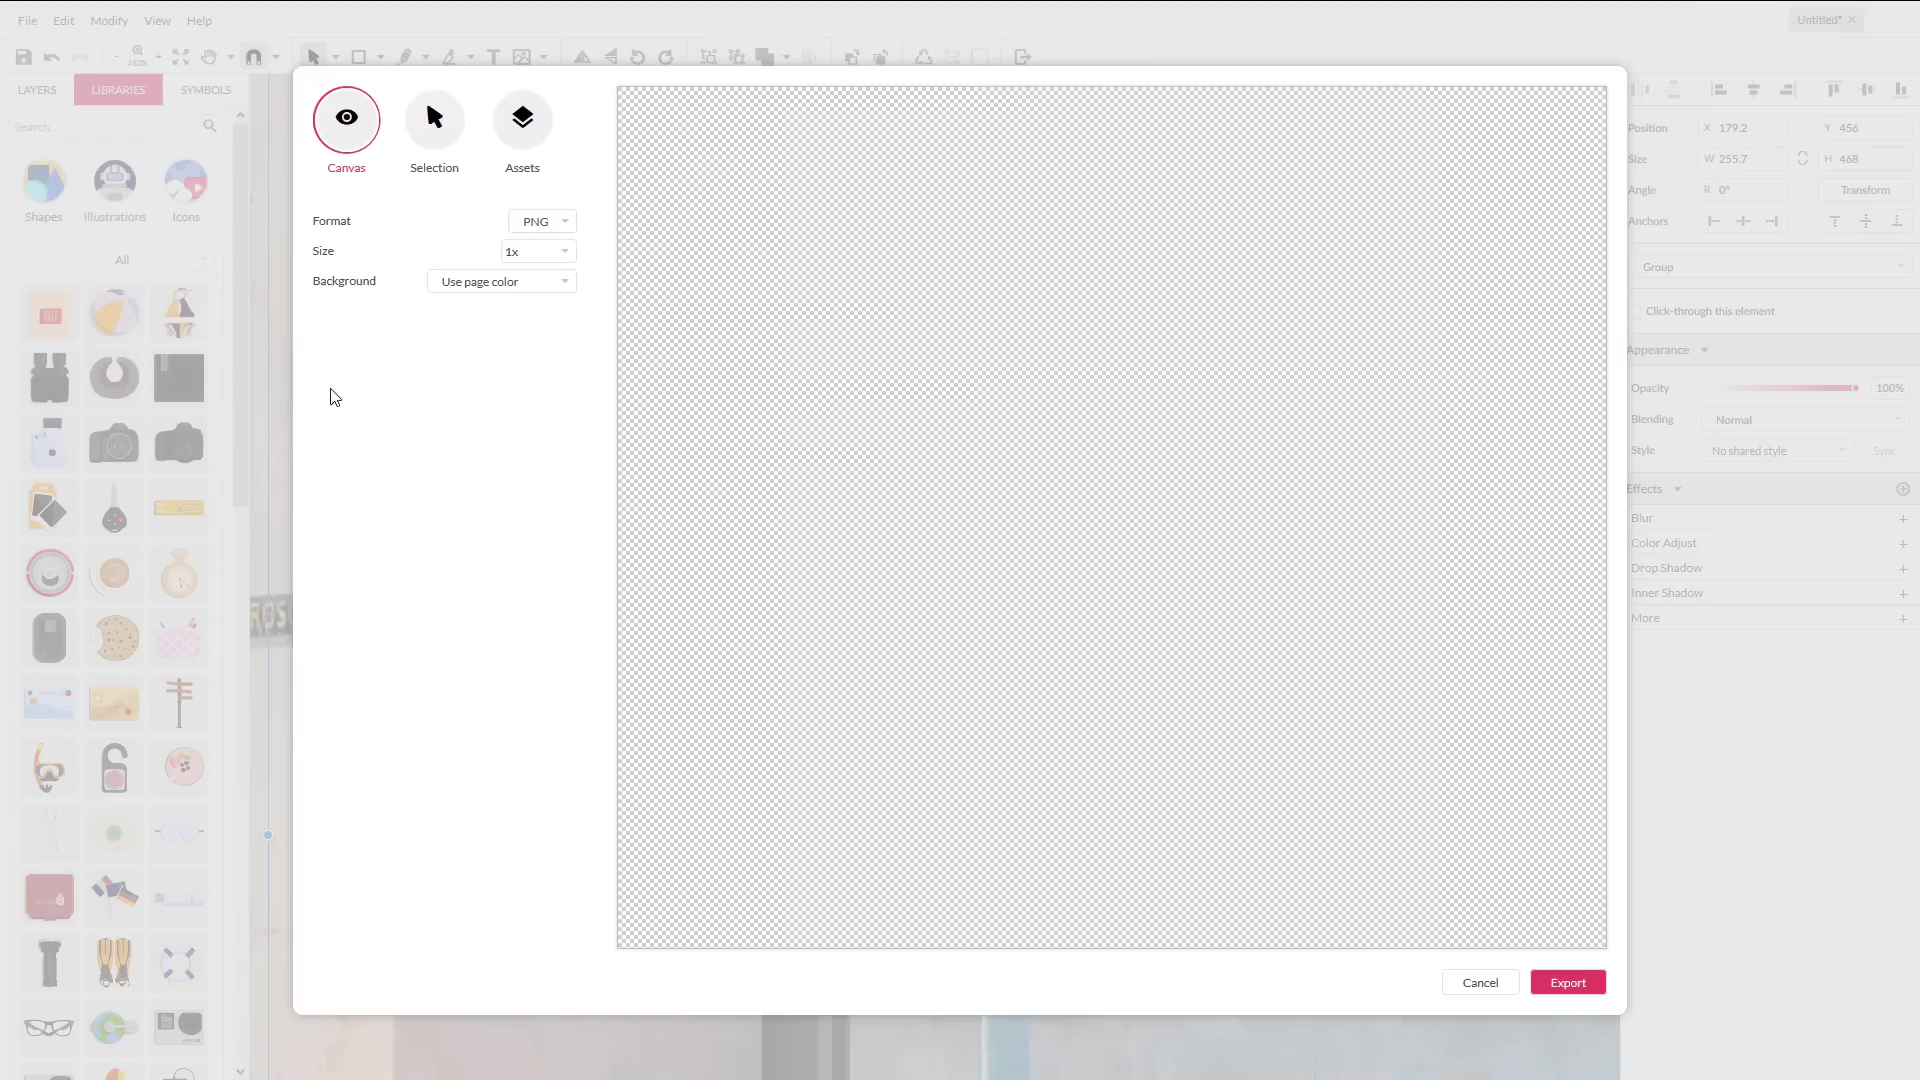 File Edit Modify View Help
Untitled*
450%
LAYERS LIBRARIES SYMBOLS
Search...
Shapes Illustrations Icons
All
Canvas Selection Assets
Format PNG
Size 1x
Background Use page color
Cancel Export
Position X 179.2 Y 456
Size W 255.7 H 468
Angle R 0° Transform
Anchors
Group
Click-through this element
Appearance
Opacity 100%
Blending Normal
Style No shared style Sync
Effects
Blur
Color Adjust
Drop Shadow
Inner Shadow
More